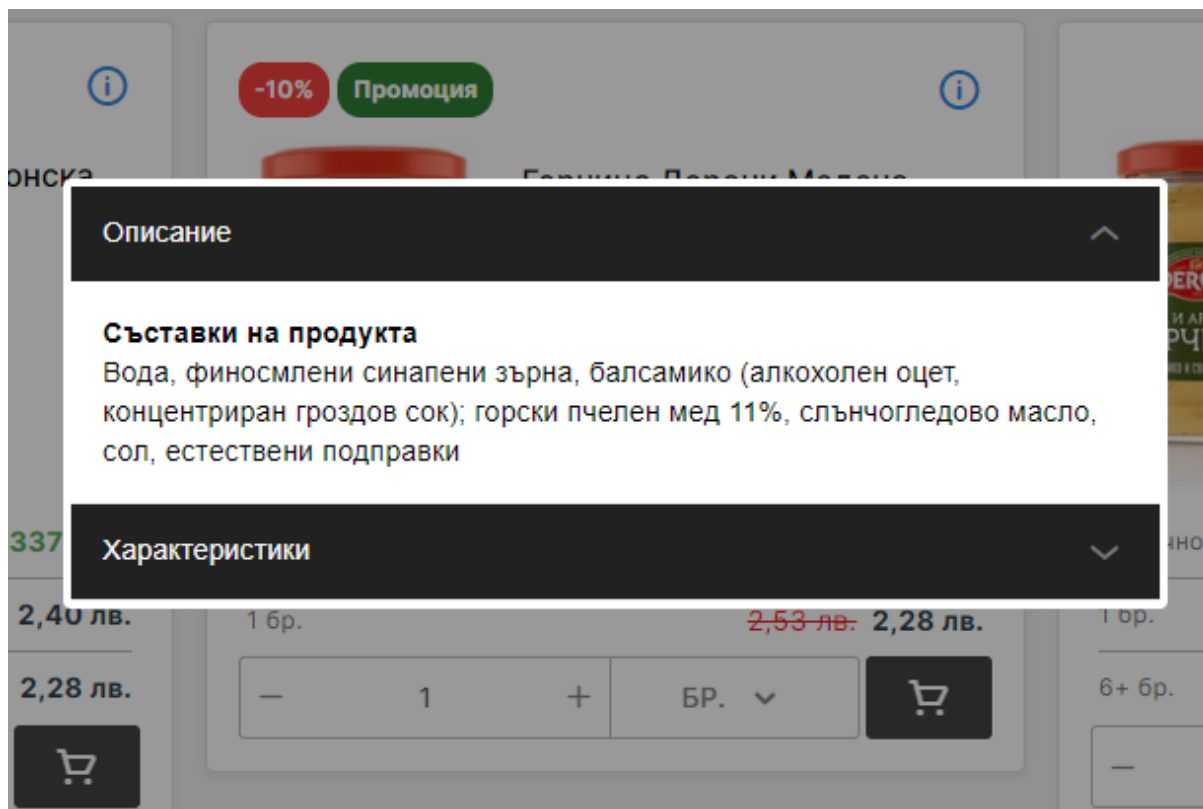 -10%
Промоция
Описание
Съставки на продукта
Вода, финосмлени синапени зърна, балсамико (алкохолен оцет,
концентриран гроздов сок); горски пчелен мед 11%, слънчогледово масло,
сол, естествени подправки
337
Характеристики
2,40 лв.
1 бр.
2,53 лв. 2,28 лв.
1 бр.
2,28 лв.
1
БР.
6+ бр.